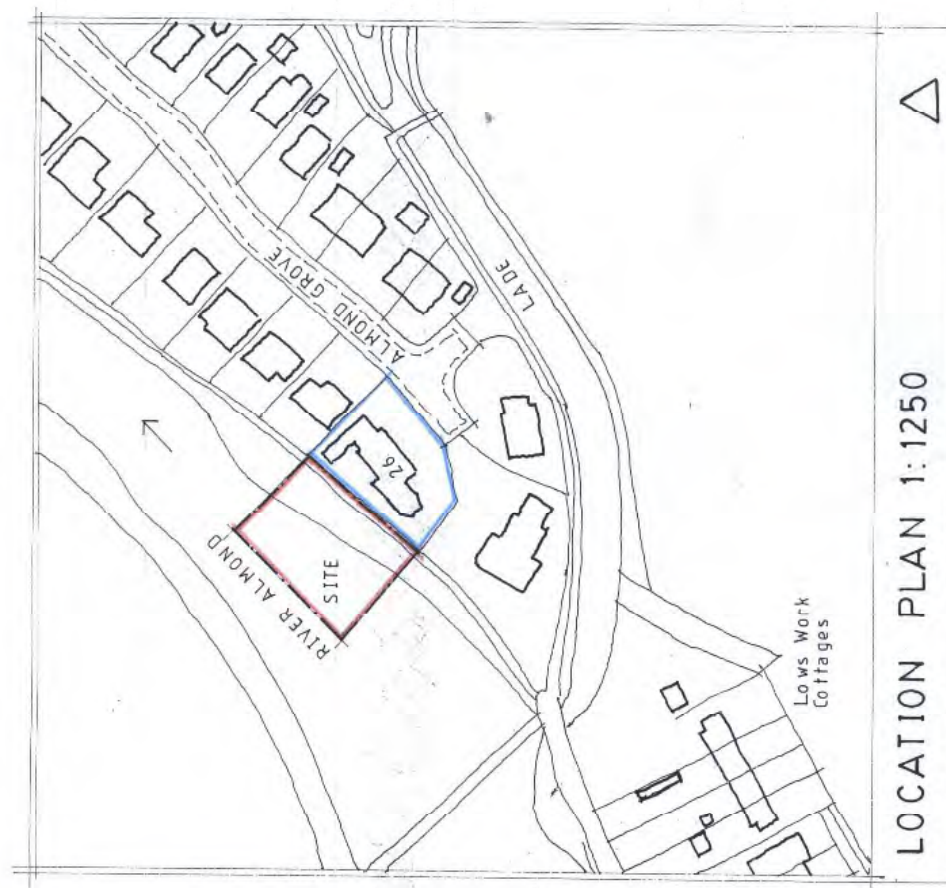 RIVER ALMOND
SITE
26
ALMOND GROVE
LADE
Lows Work
Cottages
LOCATION PLAN 1:1250